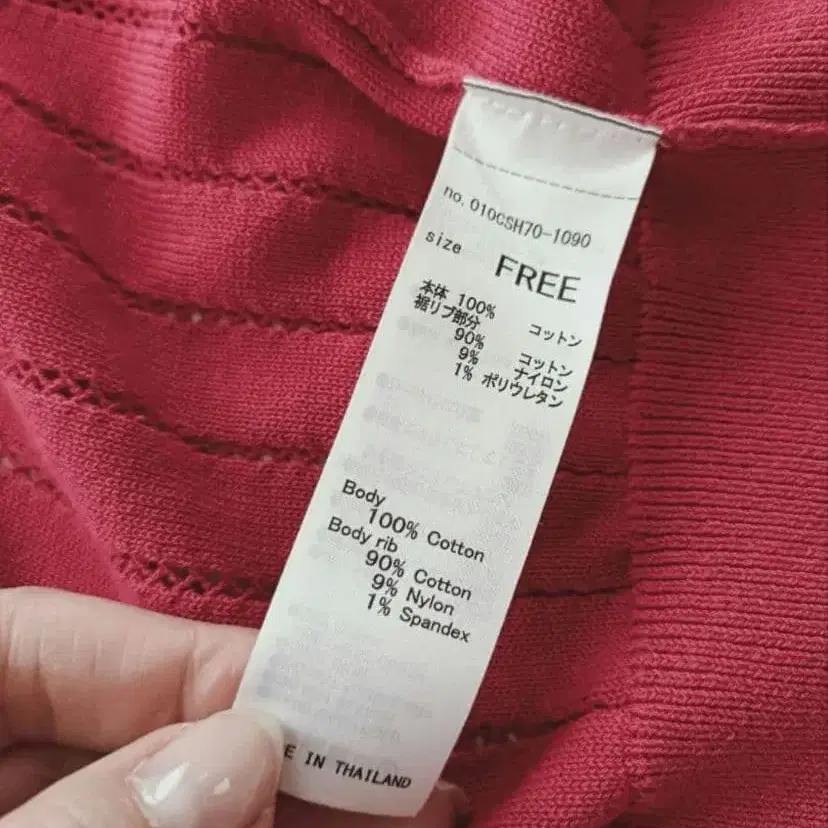 no. 010CSH70-1090
size FREE
本体 100% コットン
裾リブ部分
90% コットン
9% ナイロン
1% ポリウレタン
Body
100% Cotton
Body rib
90% Cotton
9% Nylon
1% Spandex
E IN THAILAND